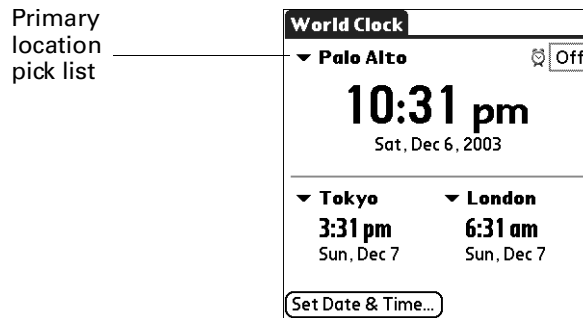 Primary
location
pick list
World Clock
Palo Alto
Off
10:31 pm
Sat, Dec 6, 2003
Tokyo
London
3:31 pm
6:31 am
Sun, Dec 7
Sun, Dec 7
Set Date & Time...